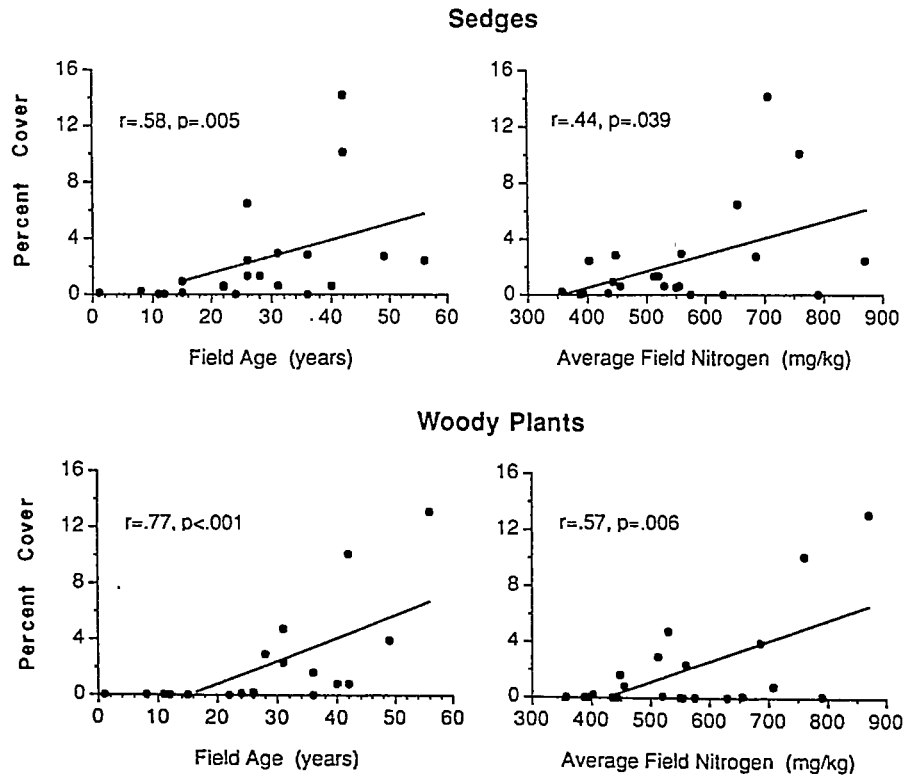 Sedges
Percent Cover
16
12
8
4
0
r=.58, p=.005
0 10 20 30 40 50 60
Field Age (years)
16
12
8
4
0
r=.44, p=.039
300 400 500 600 700 800 900
Average Field Nitrogen (mg/kg)
Woody Plants
Percent Cover
16
12
8
4
0
r=.77, p<.001
0 10 20 30 40 50 60
Field Age (years)
16
12
8
4
0
r=.57, p=.006
300 400 500 600 700 800 900
Average Field Nitrogen (mg/kg)